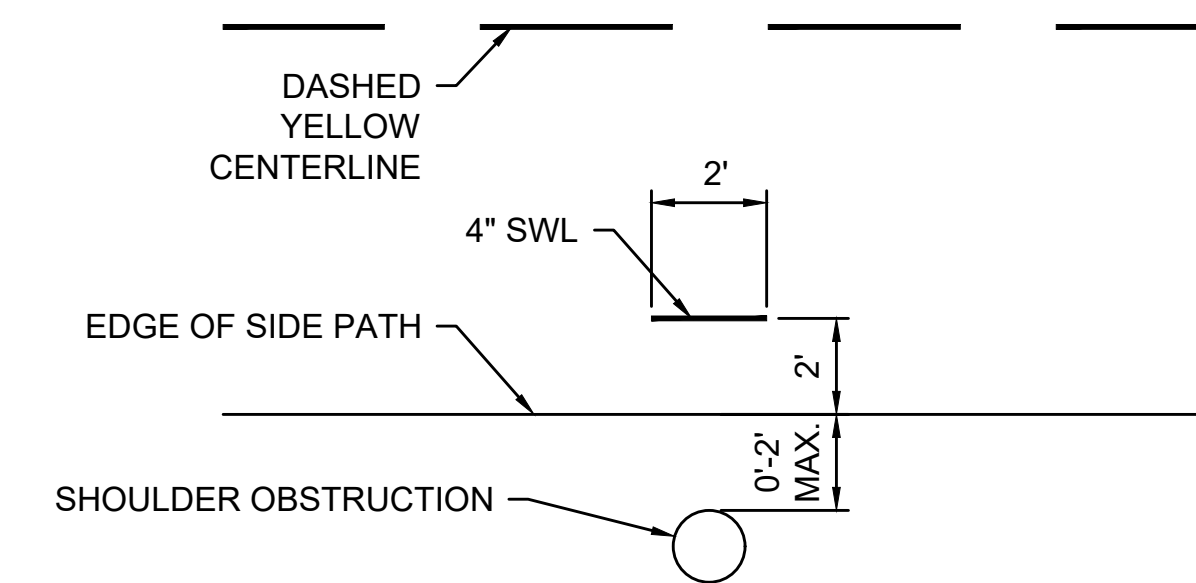 DASHED
YELLOW
CENTERLINE
2'
4" SWL
EDGE OF SIDE PATH
2'
0'-2'
MAX.
SHOULDER OBSTRUCTION